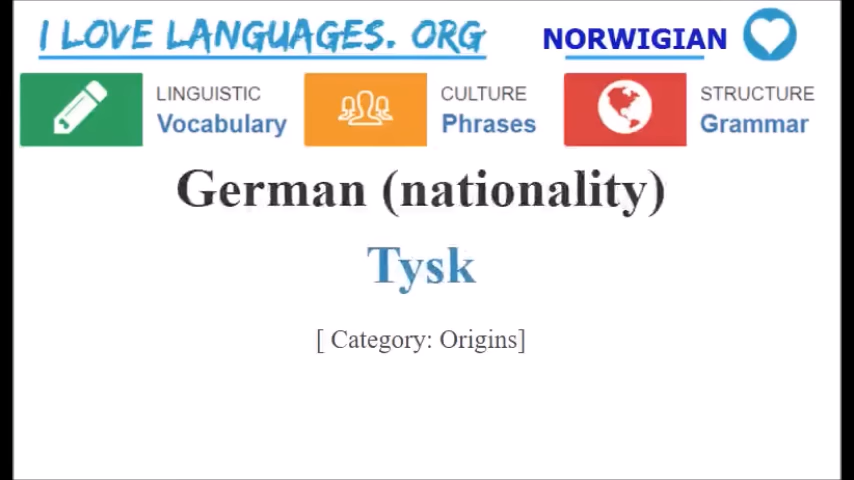 I LOVE LANGUAGES. ORG
NORWIGIAN
LINGUISTIC
Vocabulary
CULTURE
Phrases
STRUCTURE
Grammar
German (nationality)
Tysk
[ Category: Origins]